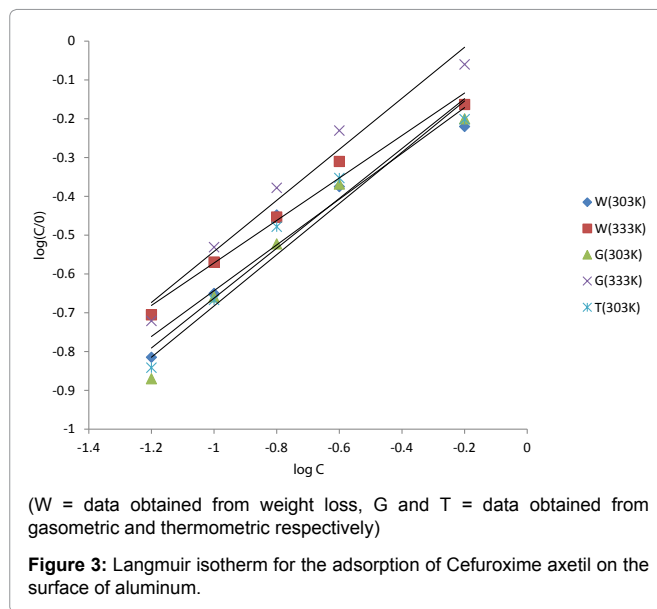 0
-0.1
-0.2
-0.3
-0.4
-0.5
-0.6
-0.7
-0.8
-0.9
-1
log(C/0)
-1.4
-1.2
-1
-0.8
-0.6
-0.4
-0.2
0
log C
W(303K)
W(333K)
G(303K)
G(333K)
T(303K)
(W = data obtained from weight loss, G and T = data obtained from
gasometric and thermometric respectively)
Figure 3: Langmuir isotherm for the adsorption of Cefuroxime axetil on the
surface of aluminum.